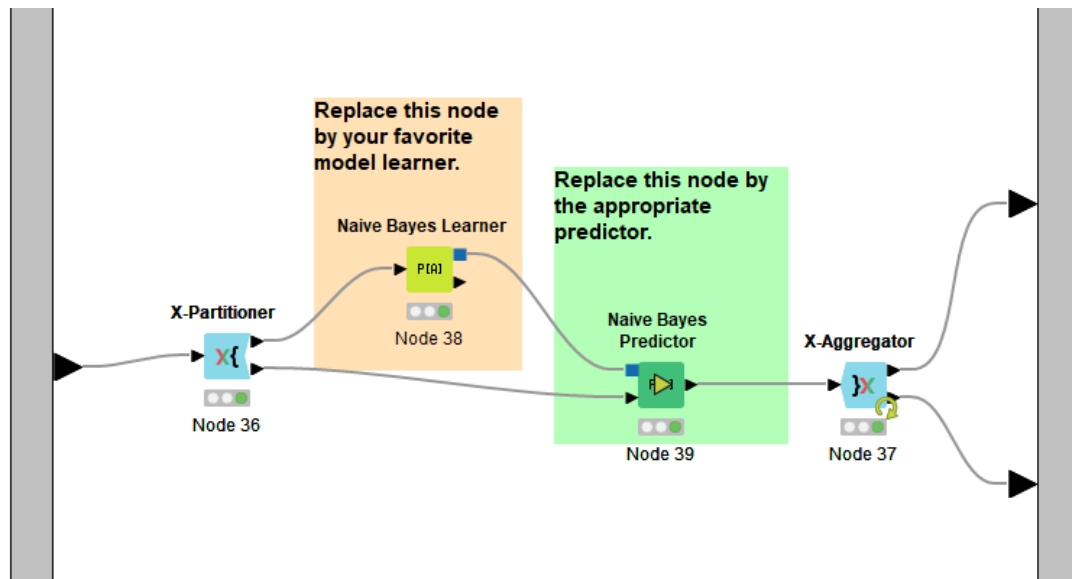 Replace this node
by your favorite
model learner.
Naive Bayes Learner
P[A]
Node 38
X-Partitioner
X{
Node 36
Replace this node by
the appropriate
predictor.
Naive Bayes
Predictor
Node 39
X-Aggregator
}X
Node 37